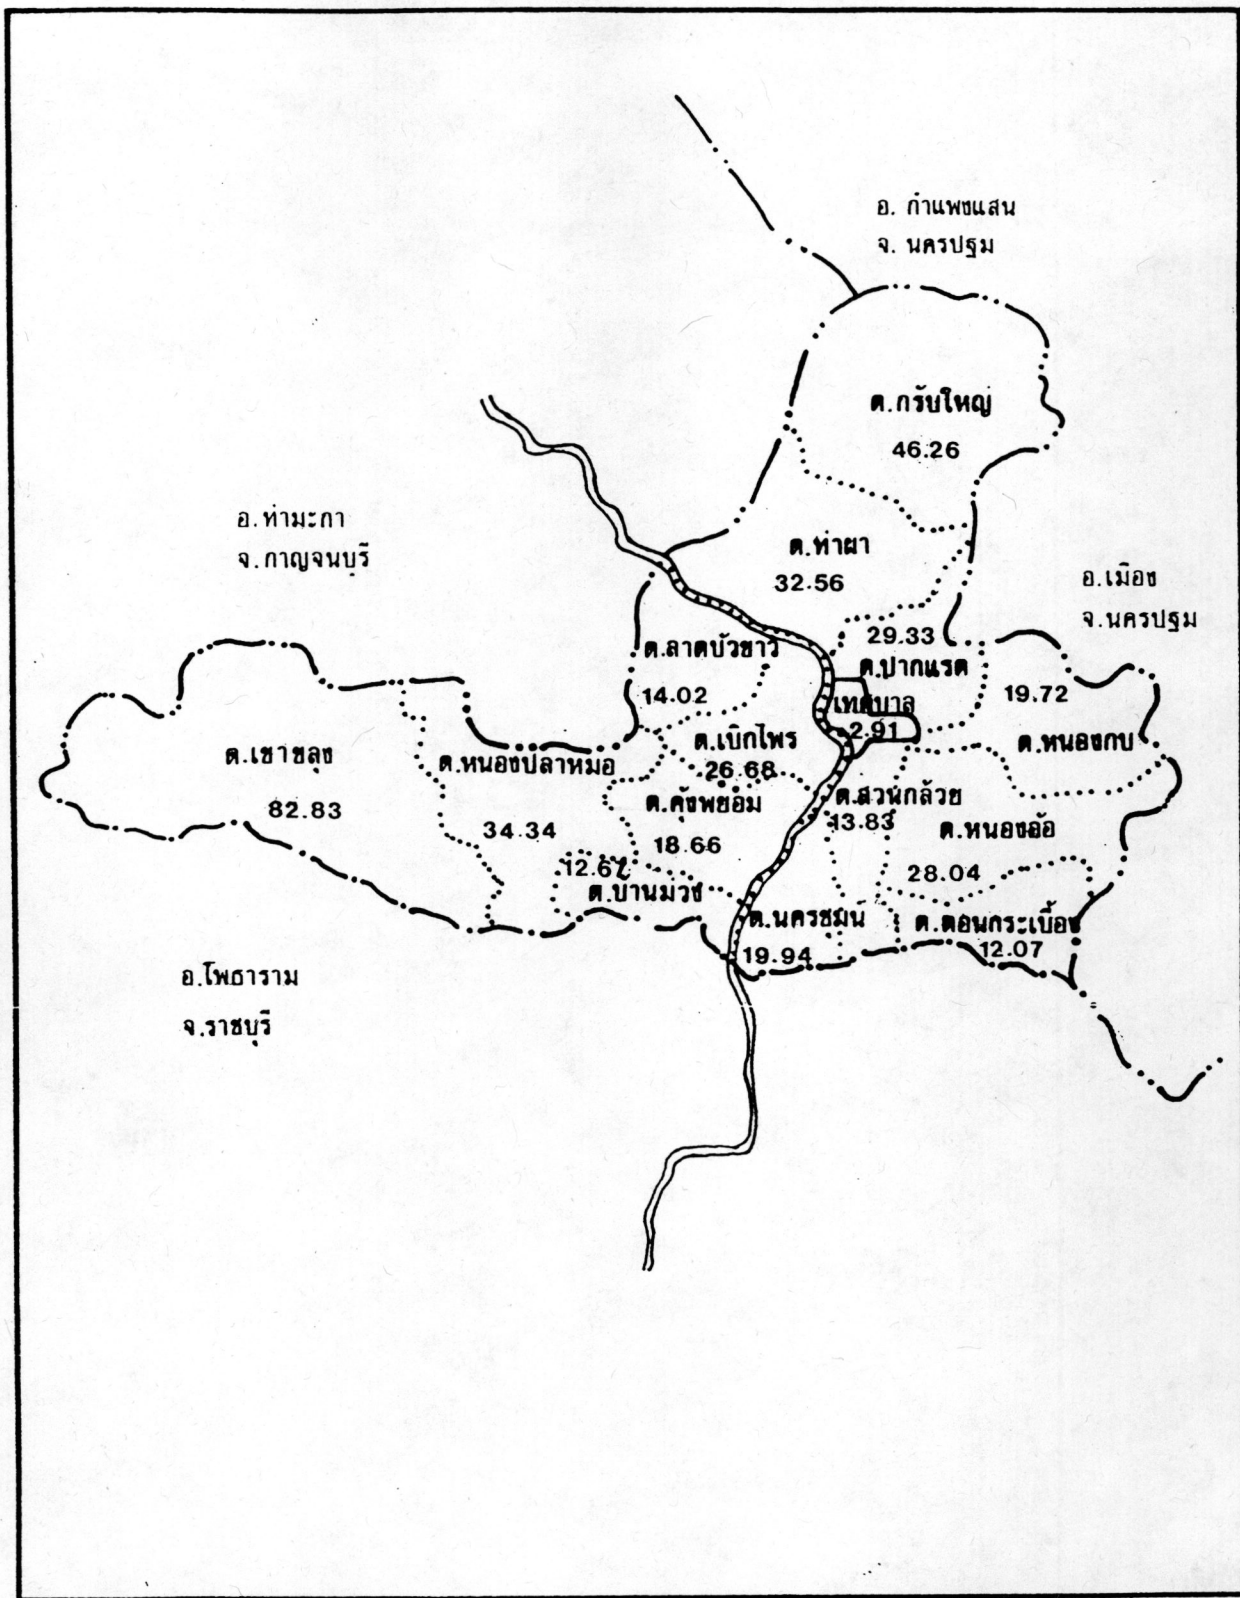 อ. กำแพงแสน
จ. นครปฐม
ต.กรับใหญ่
46.26
อ.ท่ามะกา
จ.กาญจนบุรี
ต.ท่าผา
32.56
อ.เมือง
จ.นครปฐม
29.33
ต.ปากแรต
ต.ลาดบัวขาว
14.02
19.72
ต.หนองกบ
เทศบาล
2.91
ต.เบิกไพร
26.68
ต.เขาขลุง
82.83
ต.หนองปลาหมอ
34.34
ต.คุ้งพยอม
18.66
ต.สวนกล้วย
13.83
ต.หนองอ้อ
28.04
12.67
ต.บ้านม่วง
ต.นครชุมน์
19.94
ต.ดอนกระเบื้อง
12.07
อ.โพธาราม
จ.ราชบุรี